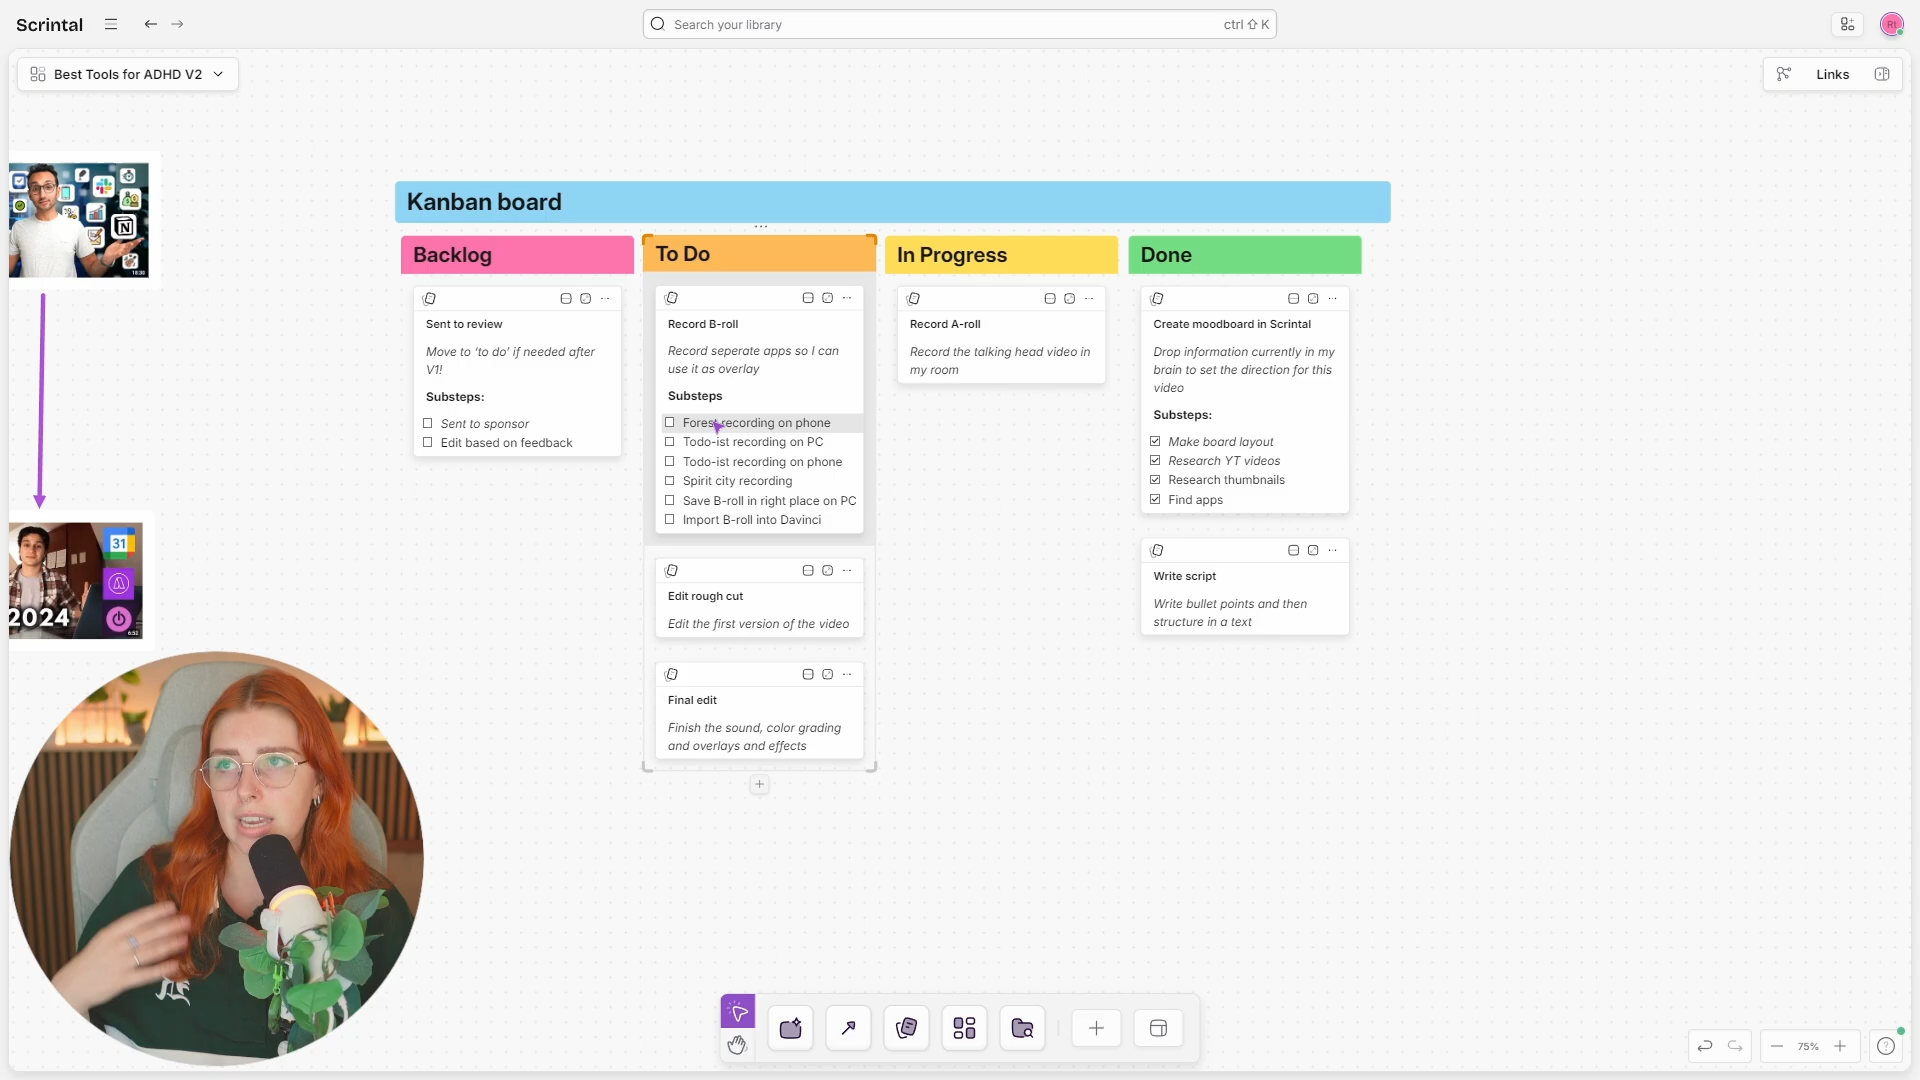 Scrintal
Search your library
ctrl ⇧ K
Rt
Best Tools for ADHD V2
Links
18:30
Kanban board
Backlog
Sent to review
Move to ‘to do’ if needed after
V1!
Substeps:
Sent to sponsor
Edit based on feedback
To Do
Record B-roll
Record seperate apps so I can
use it as overlay
Substeps
Forest recording on phone
Todo-ist recording on PC
Todo-ist recording on phone
Spirit city recording
Save B-roll in right place on PC
Import B-roll into Davinci
Edit rough cut
Edit the first version of the video
Final edit
Finish the sound, color grading
and overlays and effects
In Progress
Record A-roll
Record the talking head video in
my room
Done
Create moodboard in Scrintal
Drop information currently in my
brain to set the direction for this
video
Substeps:
Make board layout
Research YT videos
Research thumbnails
Find apps
Write script
Write bullet points and then
structure in a text
31
2024
6:52
75%